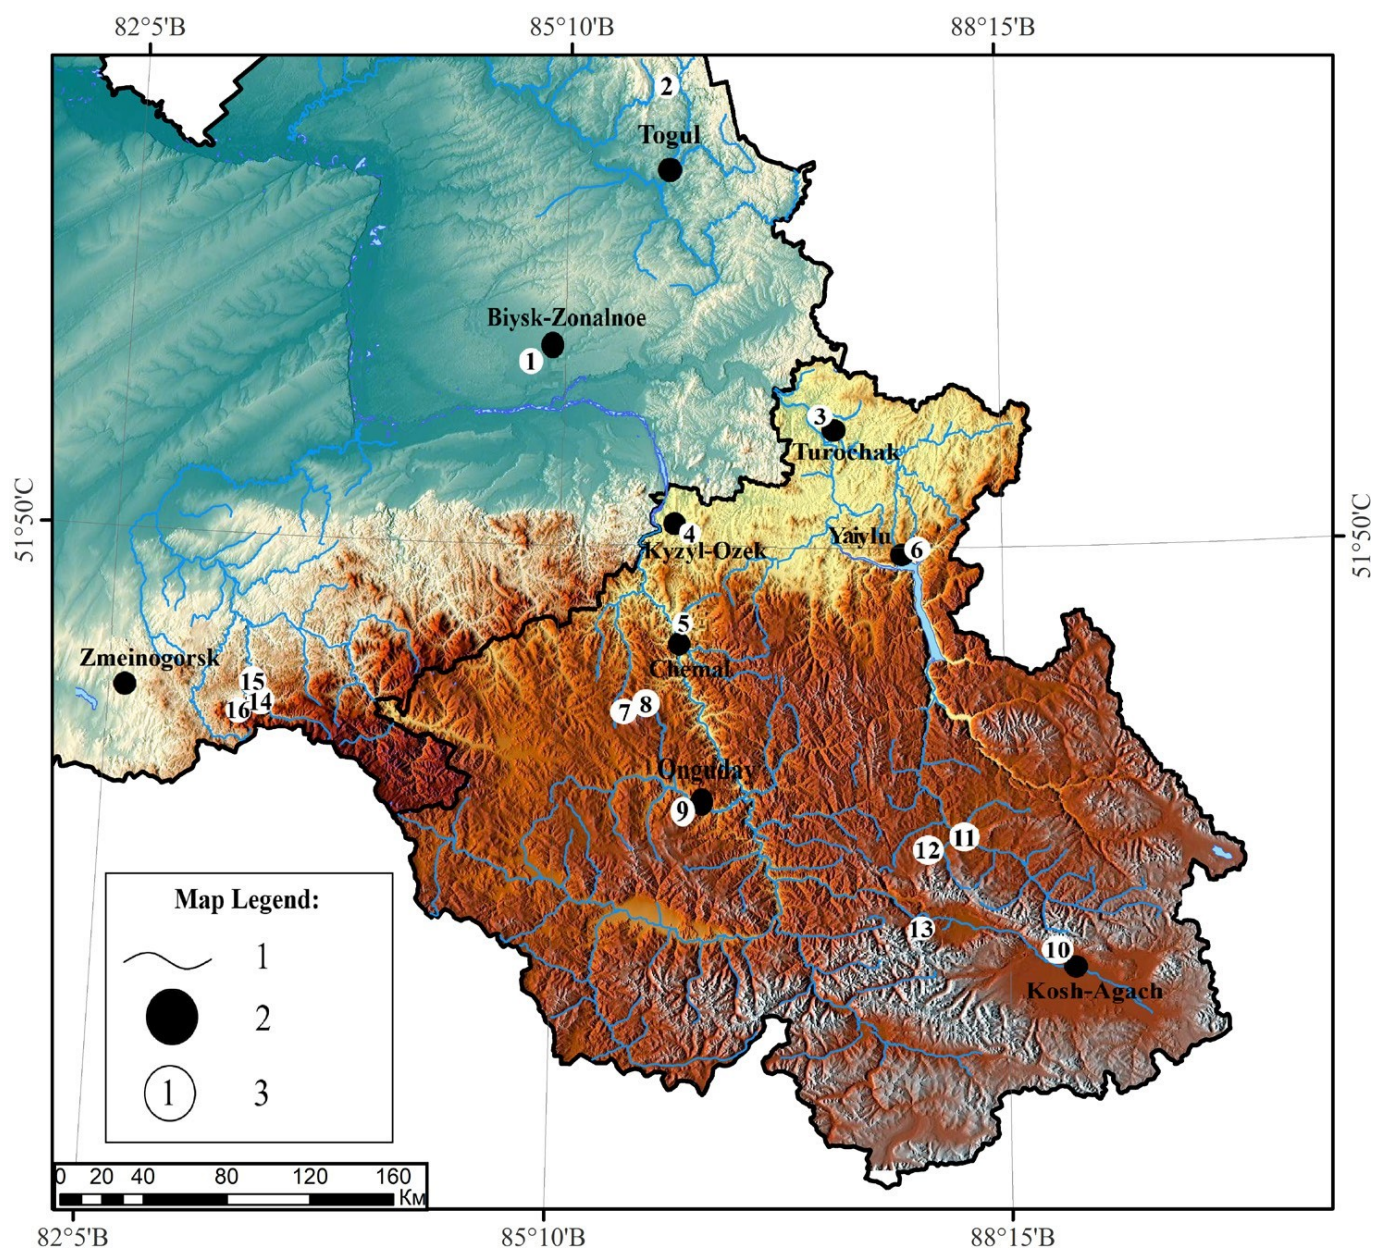 82°5'В 85°10'В 88°15'В
2
Togul
Biysk-Zonalnoe
1
3
Turochak
51°50'С
51°50'С
4
Kyzyl-Ozek
Yaiylu
6
5
Chemal
Zmeinogorsk
15
14
16
7
8
Onguday
9
11
12
13
10
Kosh-Agach
Map Legend:
1
2
1 3
0 20 40 80 120 160
Км
82°5'В 85°10'В 88°15'В